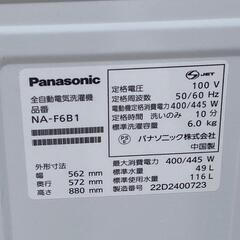 Panasonic
全自動電気洗濯機
品番
NA-F6B1
外形寸法
幅 562 mm
奥行 572 mm
高さ 880 mm
JET
定格電圧 100 V
定格周波数 50/60 Hz
電動機定格消費電力 400/445 W
定格時間 洗いのみ 10 分
標準洗濯容量 6.0 kg
パナソニック株式会社
中国製
最大消費電力 400/445 W
標準水量 49 L
標準使用水量 116 L
製造番号 22D2400723